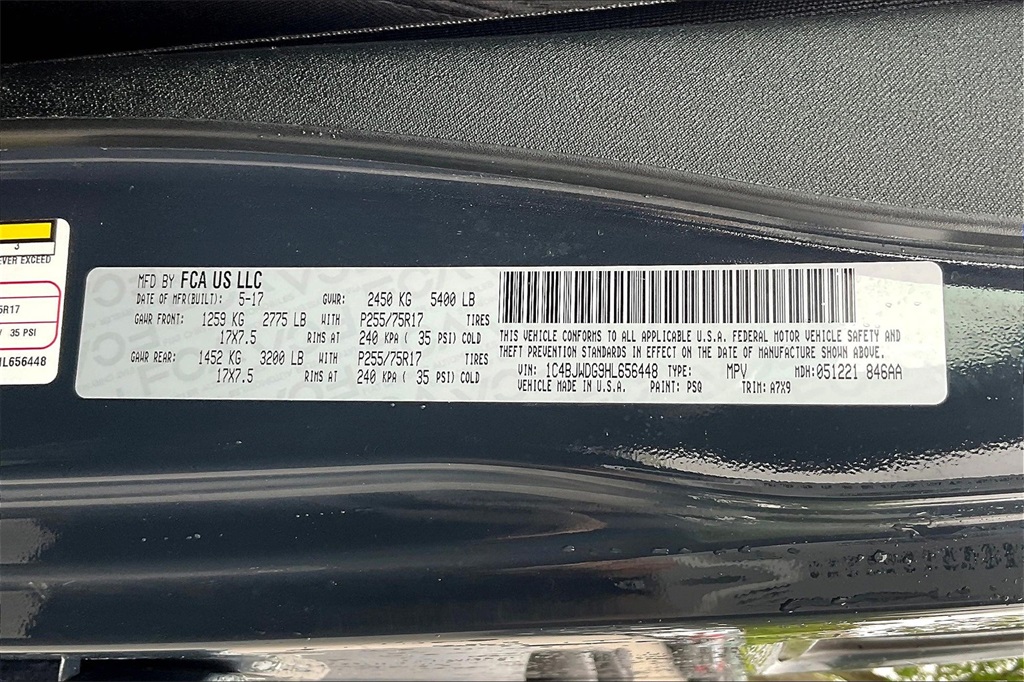 3
EVER EXCEED
5R17
35 PSI
HL656448
MFD BY FCA US LLC
DATE OF MFR(BUILT): 5-17 GVWR: 2450 KG 5400 LB
GAWR FRONT: 1259 KG 2775 LB WITH P255/75R17 TIRES
17X7.5 RIMS AT 240 KPA ( 35 PSI) COLD
GAWR REAR: 1452 KG 3200 LB WITH P255/75R17 TIRES
17X7.5 RIMS AT 240 KPA ( 35 PSI) COLD
THIS VEHICLE CONFORMS TO ALL APPLICABLE U.S.A. FEDERAL MOTOR VEHICLE SAFETY AND
THEFT PREVENTION STANDARDS IN EFFECT ON THE DATE OF MANUFACTURE SHOWN ABOVE.
VIN: 1C4BJWDG9HL656448 TYPE: MPV MDH: 051221 846AA
VEHICLE MADE IN U.S.A. PAINT: PSQ TRIM: A7X9